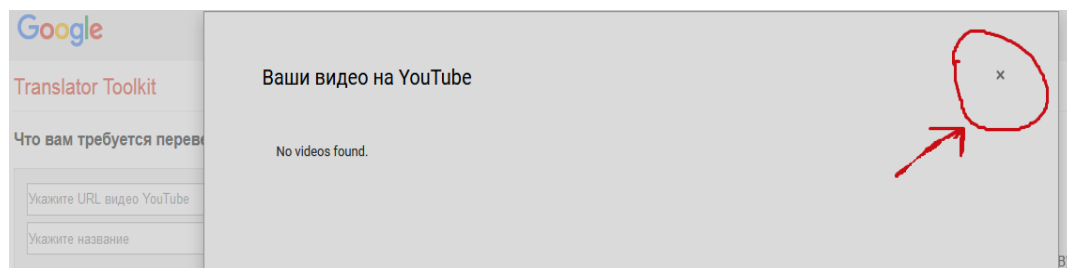 Google
Translator Toolkit
Что вам требуется переве
Укажите URL видео YouTube
Укажите название
Ваши видео на YouTube
×
No videos found.